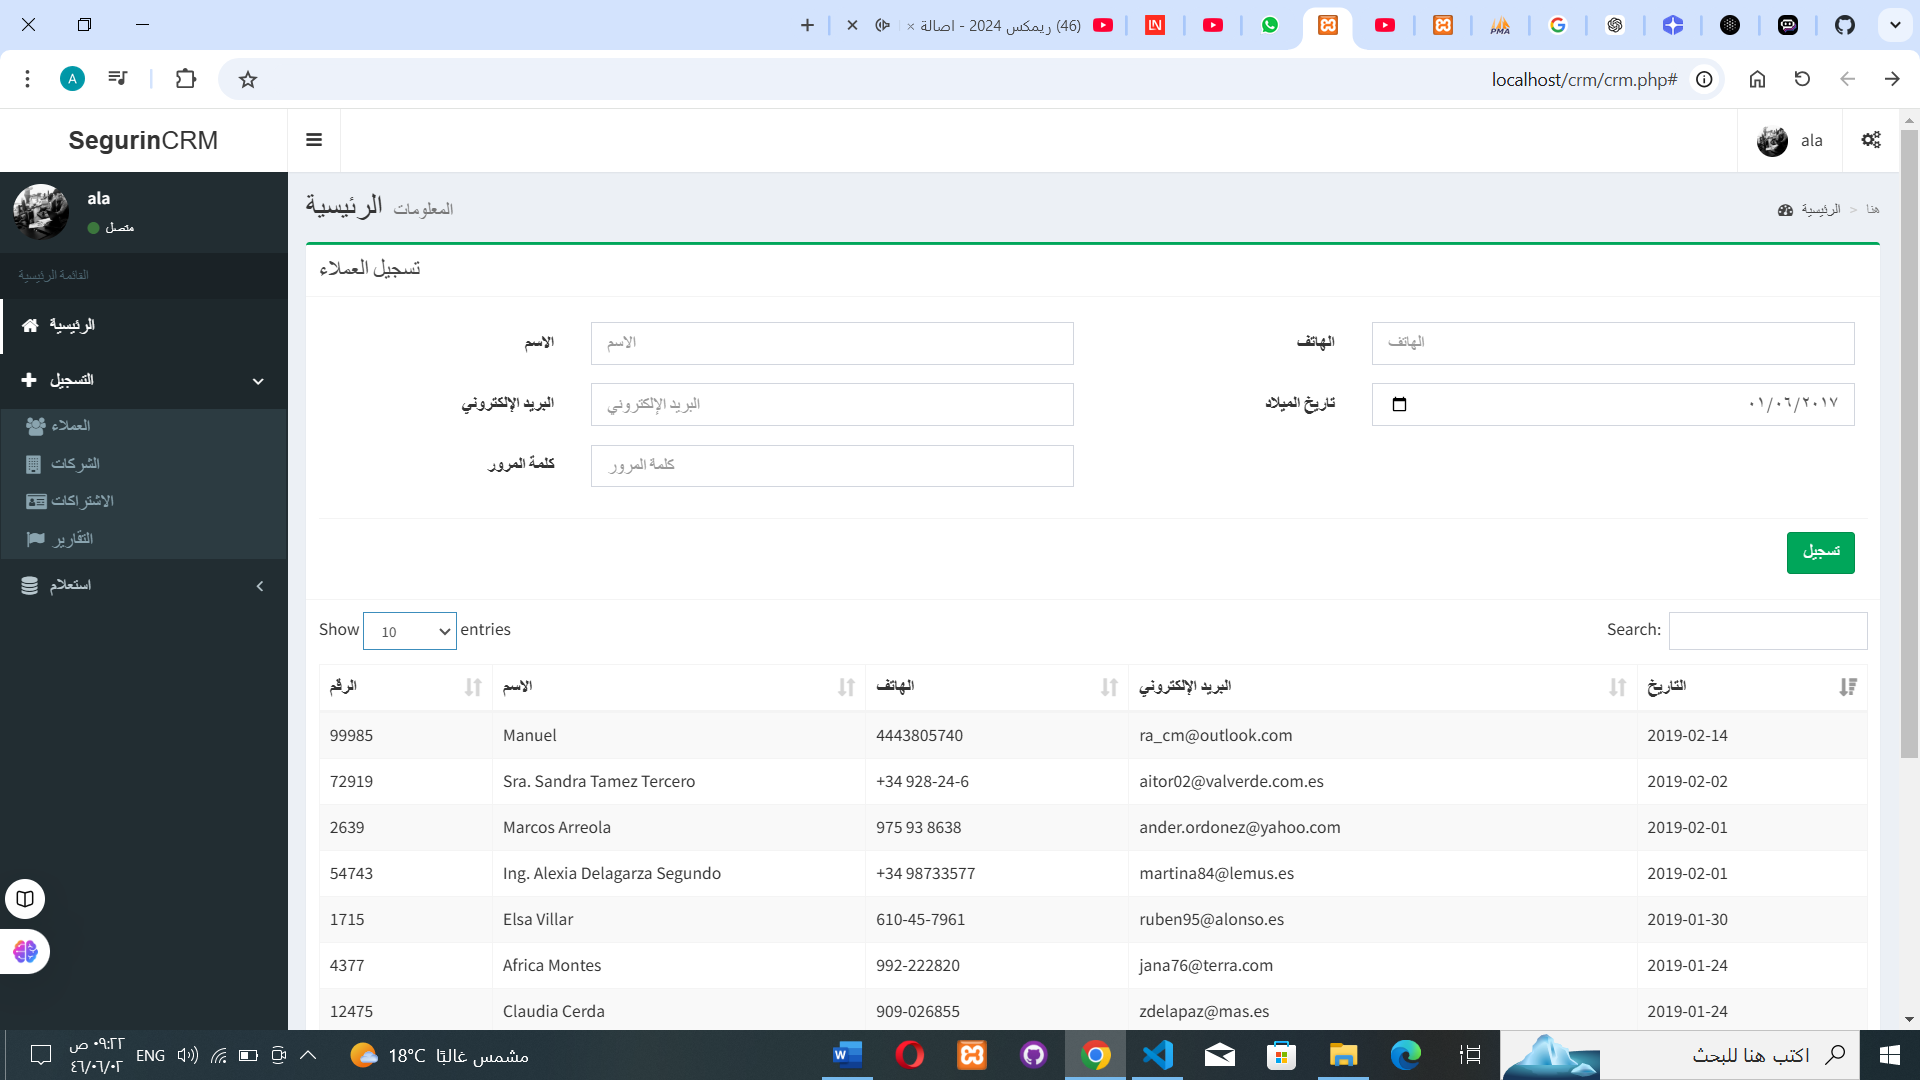 (46) ريمكس 2024 - اصالة
localhost/crm/crm.php#
A
SegurinCRM
ala
ala
متصل
الرئيسية المعلومات
الرئيسية > هنا
القائمة الرئيسية
الرئيسية
التسجيل
العملاء
الشركات
الاشتراكات
التقارير
استعلام
تسجيل العملاء
الاسم
الاسم
الهاتف
الهاتف
البريد الإلكتروني
البريد الإلكتروني
تاريخ الميلاد
٠١/٠٦/٢٠١٧
كلمة المرور
كلمة المرور
تسجيل
Show 10 entries
Search:
الرقم الاسم الهاتف البريد الإلكتروني التاريخ
99985 Manuel 4443805740 ra_cm@outlook.com 2019-02-14
72919 Sra. Sandra Tamez Tercero +34 928-24-6 aitor02@valverde.com.es 2019-02-02
2639 Marcos Arreola 975 93 8638 ander.ordonez@yahoo.com 2019-02-01
54743 Ing. Alexia Delagarza Segundo +34 98733577 martina84@lemus.es 2019-02-01
1715 Elsa Villar 610-45-7961 ruben95@alonso.es 2019-01-30
4377 Africa Montes 992-222820 jana76@terra.com 2019-01-24
12475 Claudia Cerda 909-026855 zdelapaz@mas.es 2019-01-24
٠٩:٢٢ ص
٤٦/٠٦/٠٢
ENG
18°C مشمس غالبًا
اكتب هنا للبحث